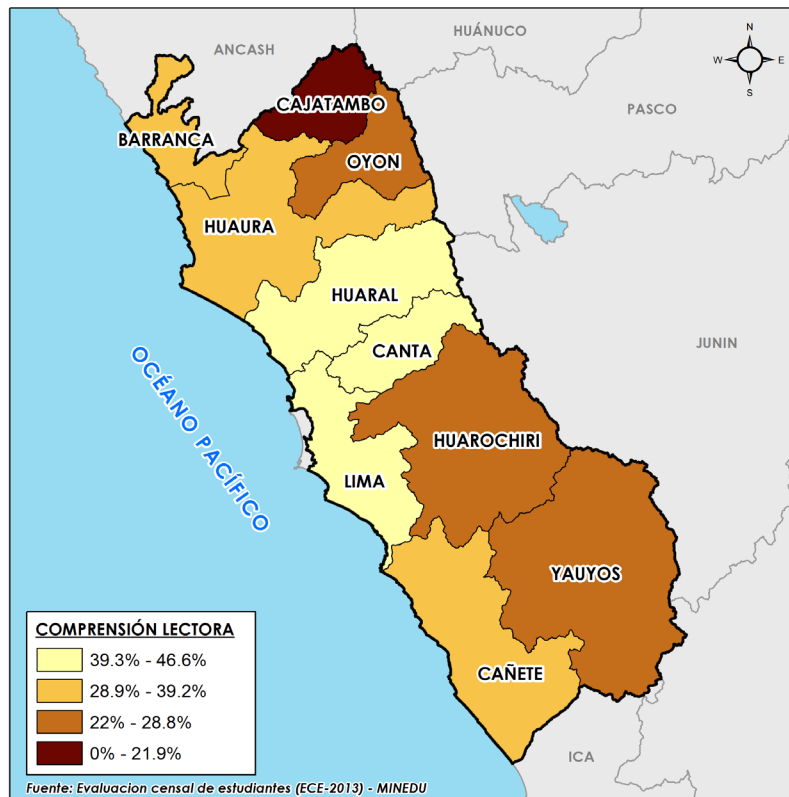 HUÁNUCO
ANCASH
N
W
E
S
CAJATAMBO
PASCO
BARRANCA
OYON
HUAURA
HUARAL
JUNIN
CANTA
OCÉANO PACÍFICO
HUAROCHIRI
LIMA
YAUYOS
COMPRENSIÓN LECTORA
39.3% - 46.6%
28.9% - 39.2%
22% - 28.8%
0% - 21.9%
CAÑETE
ICA
Fuente: Evaluacion censal de estudiantes (ECE-2013) - MINEDU